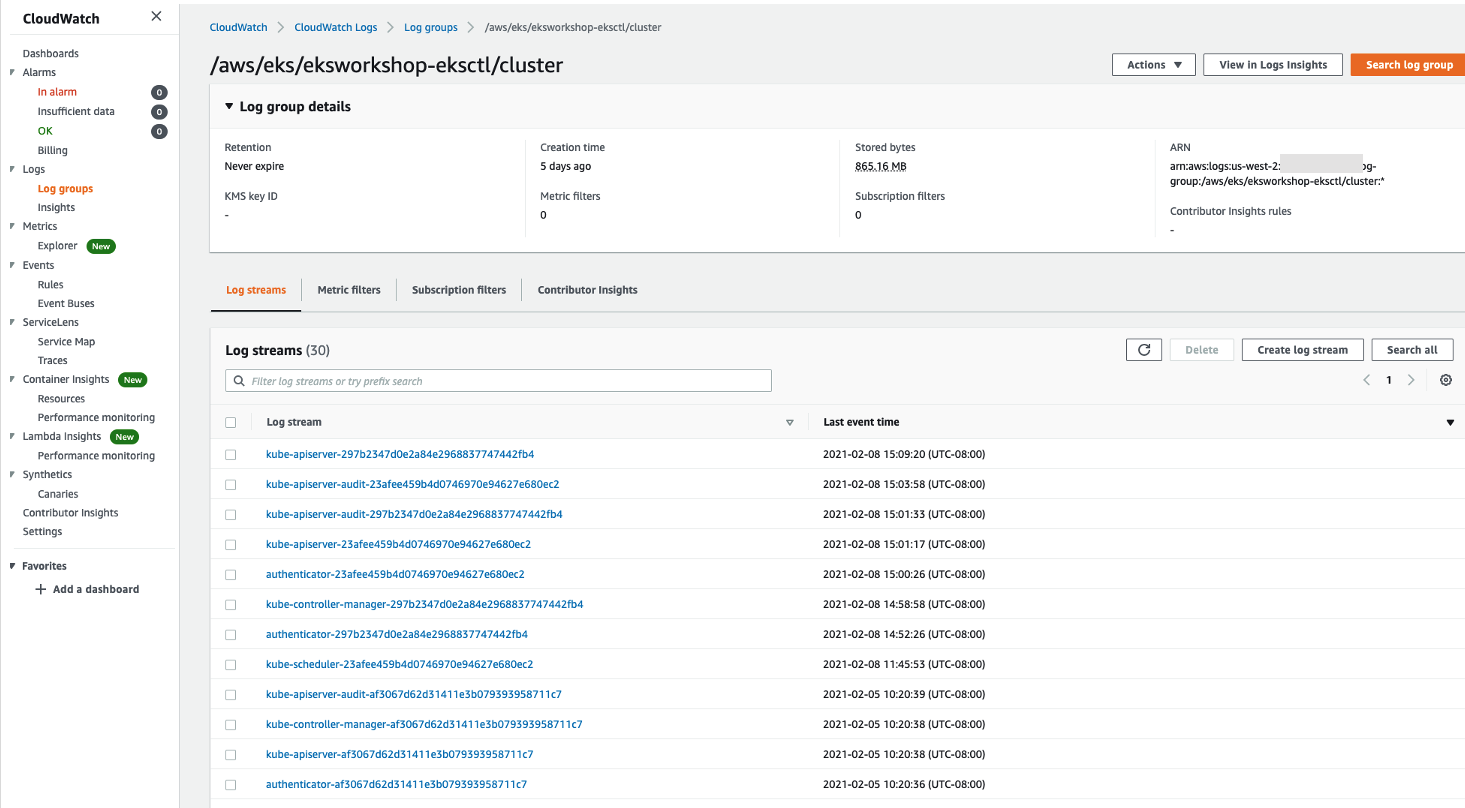 CloudWatch
Dashboards
Alarms
In alarm 0
Insufficient data 0
OK 0
Billing
Logs
Log groups
Insights
Metrics
Explorer New
Events
Rules
Event Buses
ServiceLens
Service Map
Traces
Container Insights New
Resources
Performance monitoring
Lambda Insights New
Performance monitoring
Synthetics
Canaries
Contributor Insights
Settings
Favorites
Add a dashboard
CloudWatch CloudWatch Logs Log groups /aws/eks/eksworkshop-eksctl/cluster
/aws/eks/eksworkshop-eksctl/cluster
Actions View in Logs Insights Search log group
Log group details
Retention
Never expire
KMS key ID
-
Creation time
5 days ago
Metric filters
0
Stored bytes
865.16 MB
Subscription filters
0
ARN
arn:aws:logs:us-west-2: og-
group:/aws/eks/eksworkshop-eksctl/cluster:*
Contributor Insights rules
-
Log streams Metric filters Subscription filters Contributor Insights
Log streams (30)
Delete Create log stream Search all
Filter log streams or try prefix search
1
Log stream Last event time
kube-apiserver-297b2347d0e2a84e2968837747442fb4 2021-02-08 15:09:20 (UTC-08:00)
kube-apiserver-audit-23afee459b4d0746970e94627e680ec2 2021-02-08 15:03:58 (UTC-08:00)
kube-apiserver-audit-297b2347d0e2a84e2968837747442fb4 2021-02-08 15:01:33 (UTC-08:00)
kube-apiserver-23afee459b4d0746970e94627e680ec2 2021-02-08 15:01:17 (UTC-08:00)
authenticator-23afee459b4d0746970e94627e680ec2 2021-02-08 15:00:26 (UTC-08:00)
kube-controller-manager-297b2347d0e2a84e2968837747442fb4 2021-02-08 14:58:58 (UTC-08:00)
authenticator-297b2347d0e2a84e2968837747442fb4 2021-02-08 14:52:26 (UTC-08:00)
kube-scheduler-23afee459b4d0746970e94627e680ec2 2021-02-08 11:45:53 (UTC-08:00)
kube-apiserver-audit-af3067d62d31411e3b079393958711c7 2021-02-05 10:20:39 (UTC-08:00)
kube-controller-manager-af3067d62d31411e3b079393958711c7 2021-02-05 10:20:38 (UTC-08:00)
kube-apiserver-af3067d62d31411e3b079393958711c7 2021-02-05 10:20:38 (UTC-08:00)
authenticator-af3067d62d31411e3b079393958711c7 2021-02-05 10:20:36 (UTC-08:00)